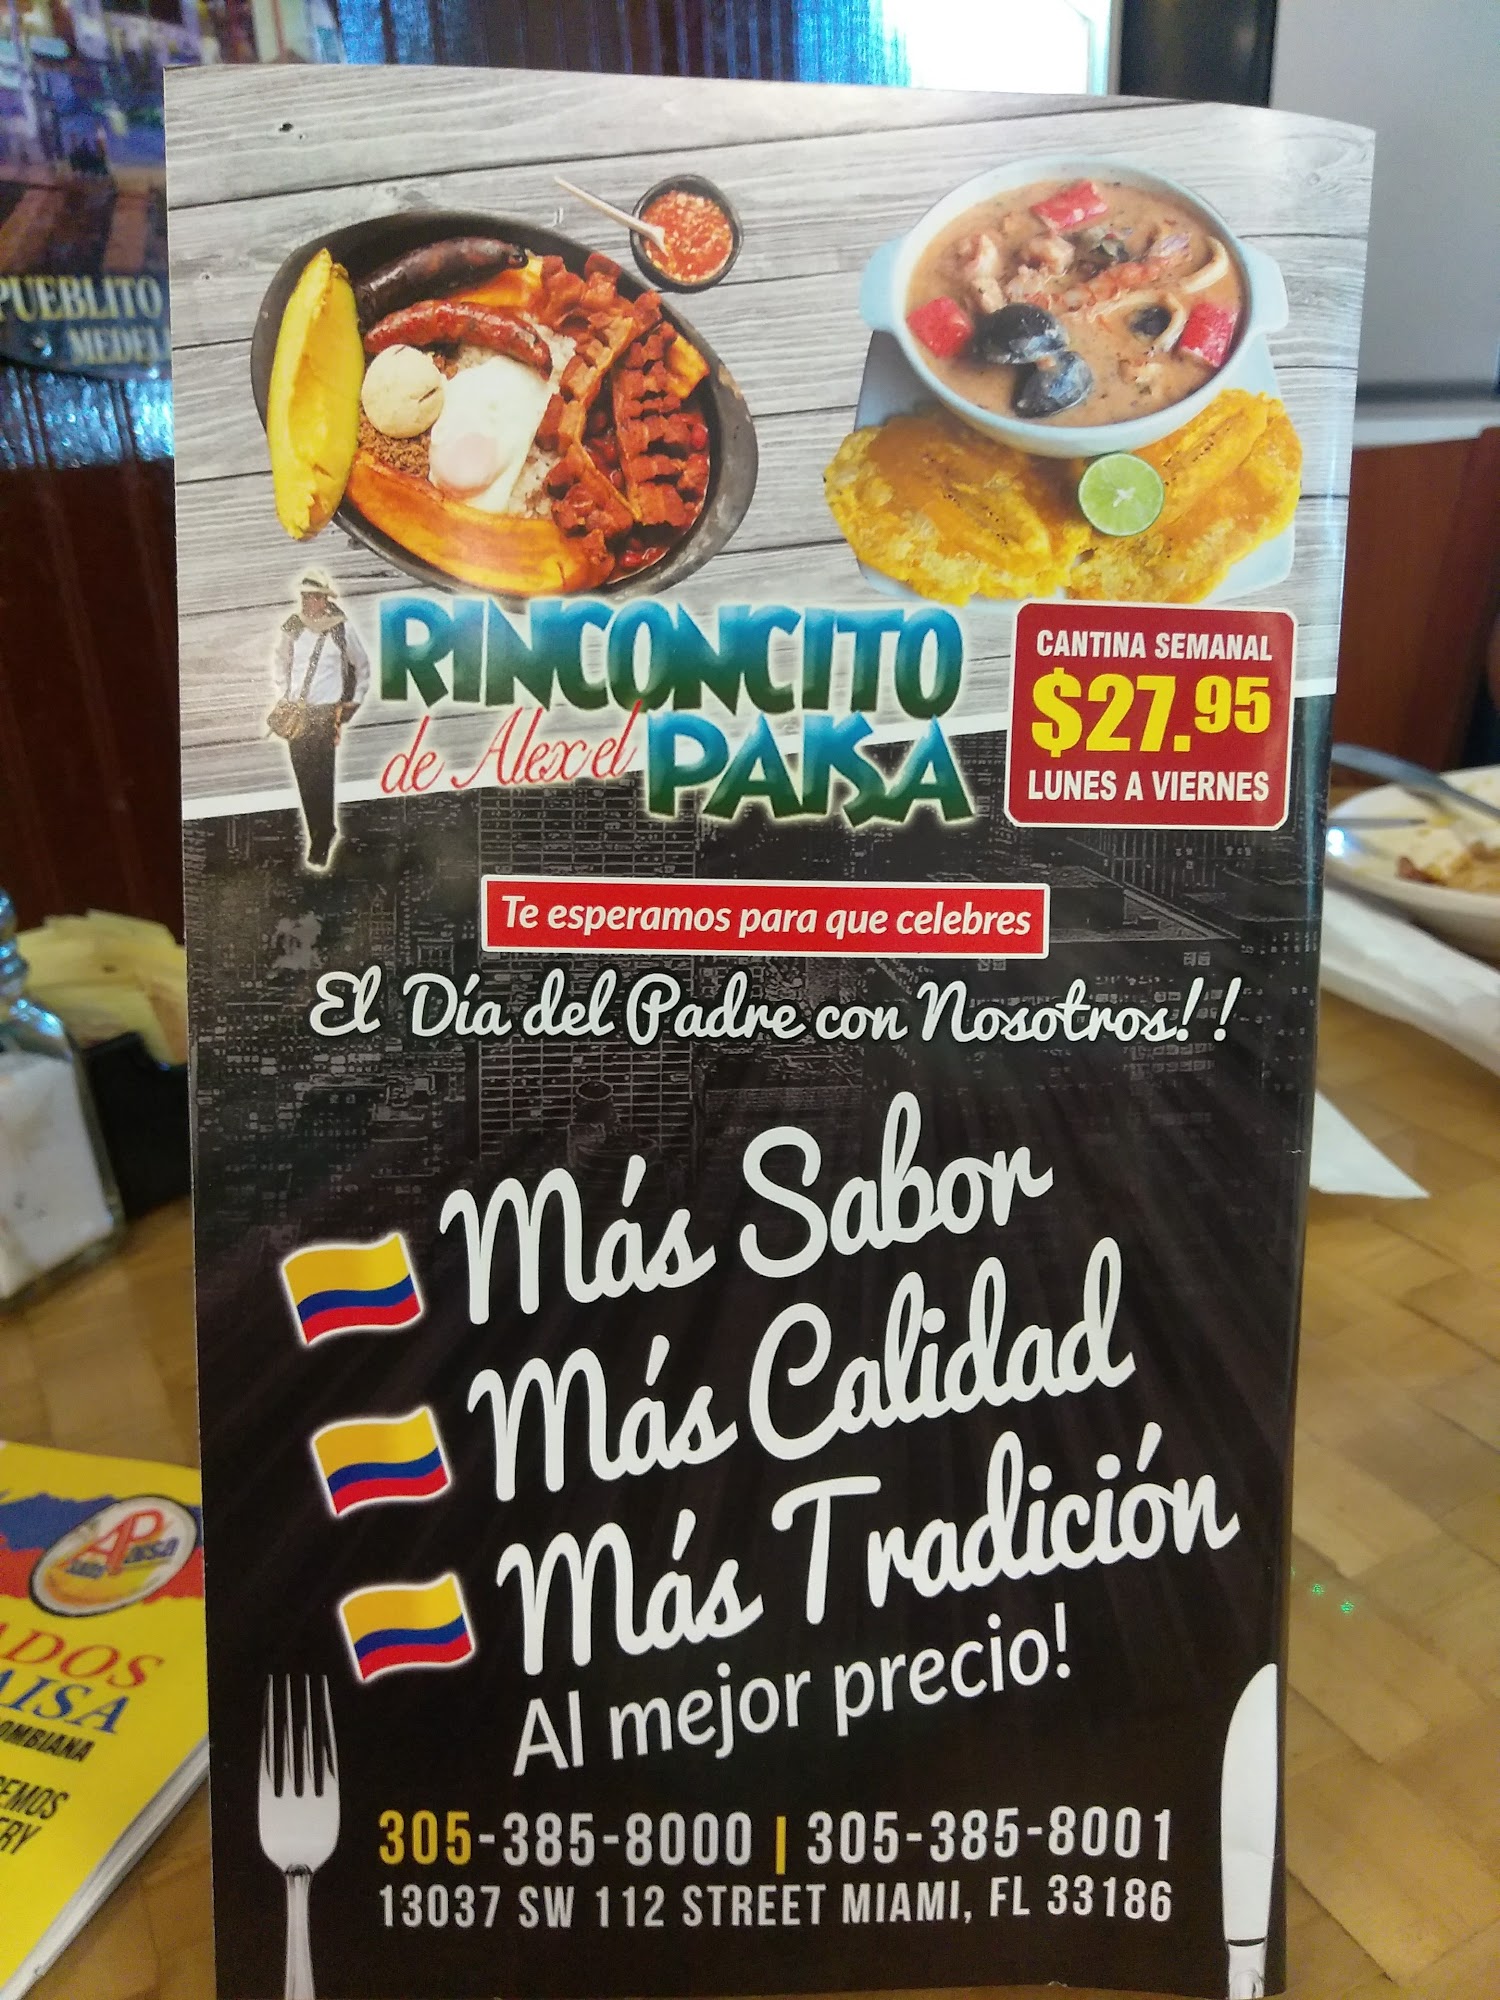 PUEBLITO
RINCONCITO
de Alex el PAISA
CANTINA SEMANAL
$27.95
LUNES A VIERNES
Te esperamos para que celebres
El Día del Padre con Nosotros!!
Más Sabor
Más Calidad
Más Tradición
Al mejor precio!
305-385-8000 | 305-385-8001
13037 SW 112 STREET MIAMI, FL 33186